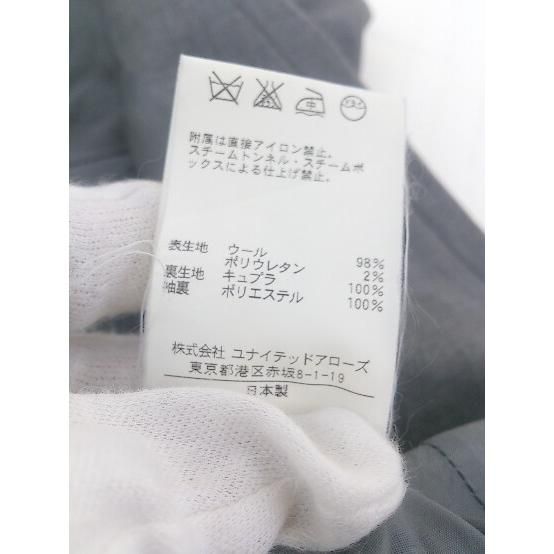 附属は直接アイロン禁止。
スチームトンネル・スチームボ
ックスによる仕上げ禁止。
表生地 ウール 98%
ポリウレタン 2%
裏生地 キュプラ 100%
袖裏 ポリエステル 100%
株式会社 ユナイテッドアローズ
東京都港区赤坂8-1-19
日本製